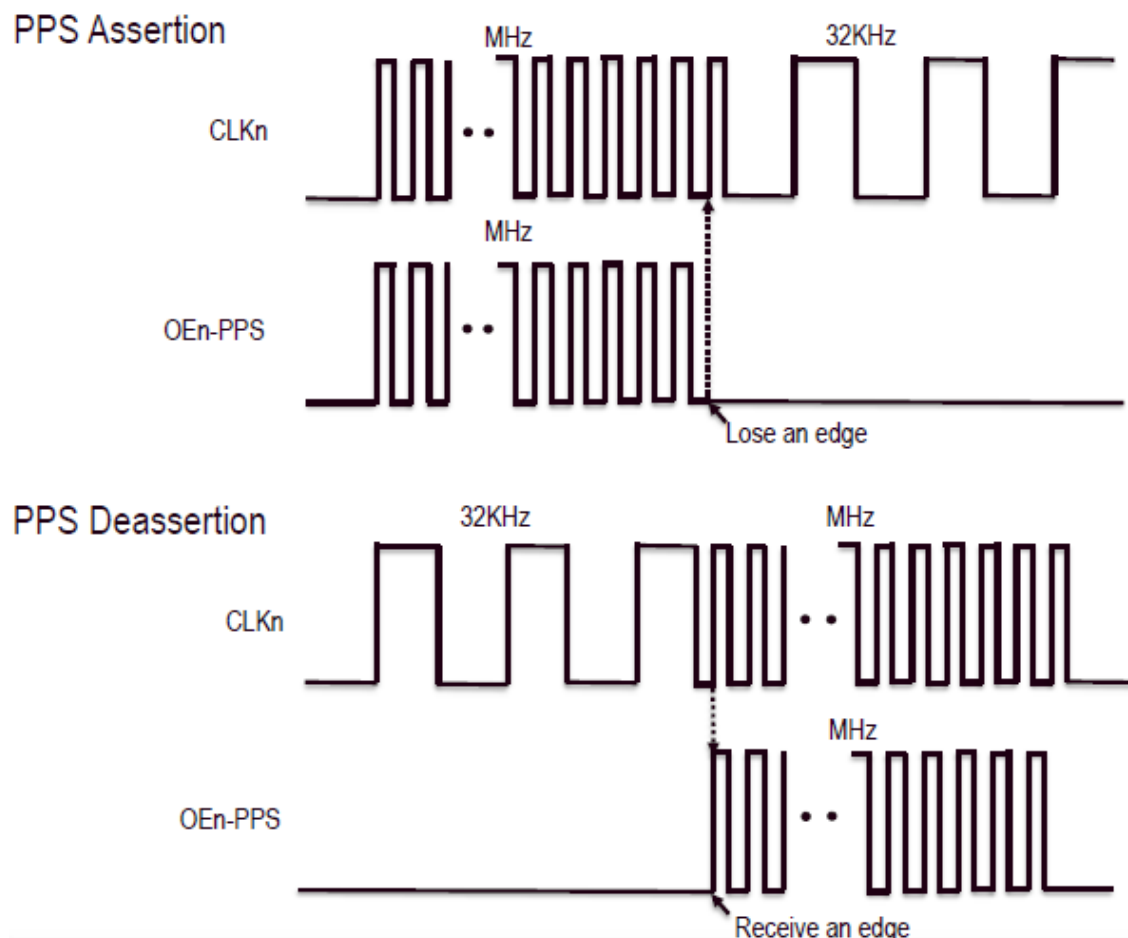 PPS Assertion
MHz
32KHz
CLKn
MHz
OEn-PPS
Lose an edge
PPS Deassertion
32KHz
MHz
CLKn
MHz
OEn-PPS
Receive an edge